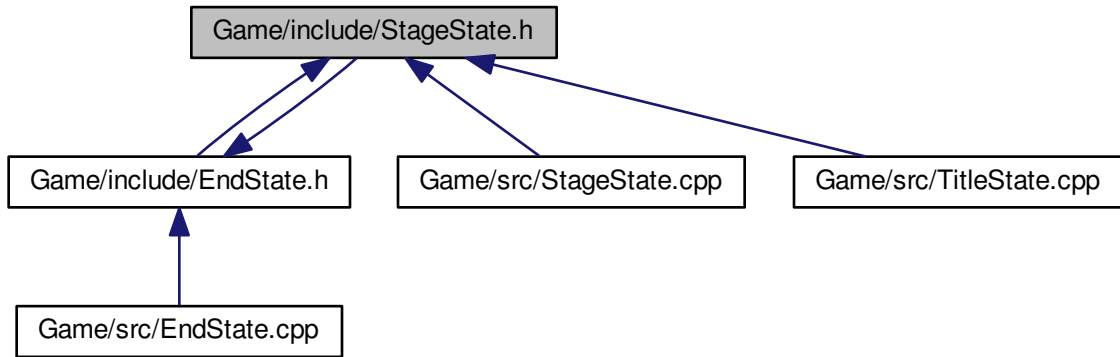 Game/include/StageState.h
Game/include/EndState.h
Game/src/StageState.cpp
Game/src/TitleState.cpp
Game/src/EndState.cpp